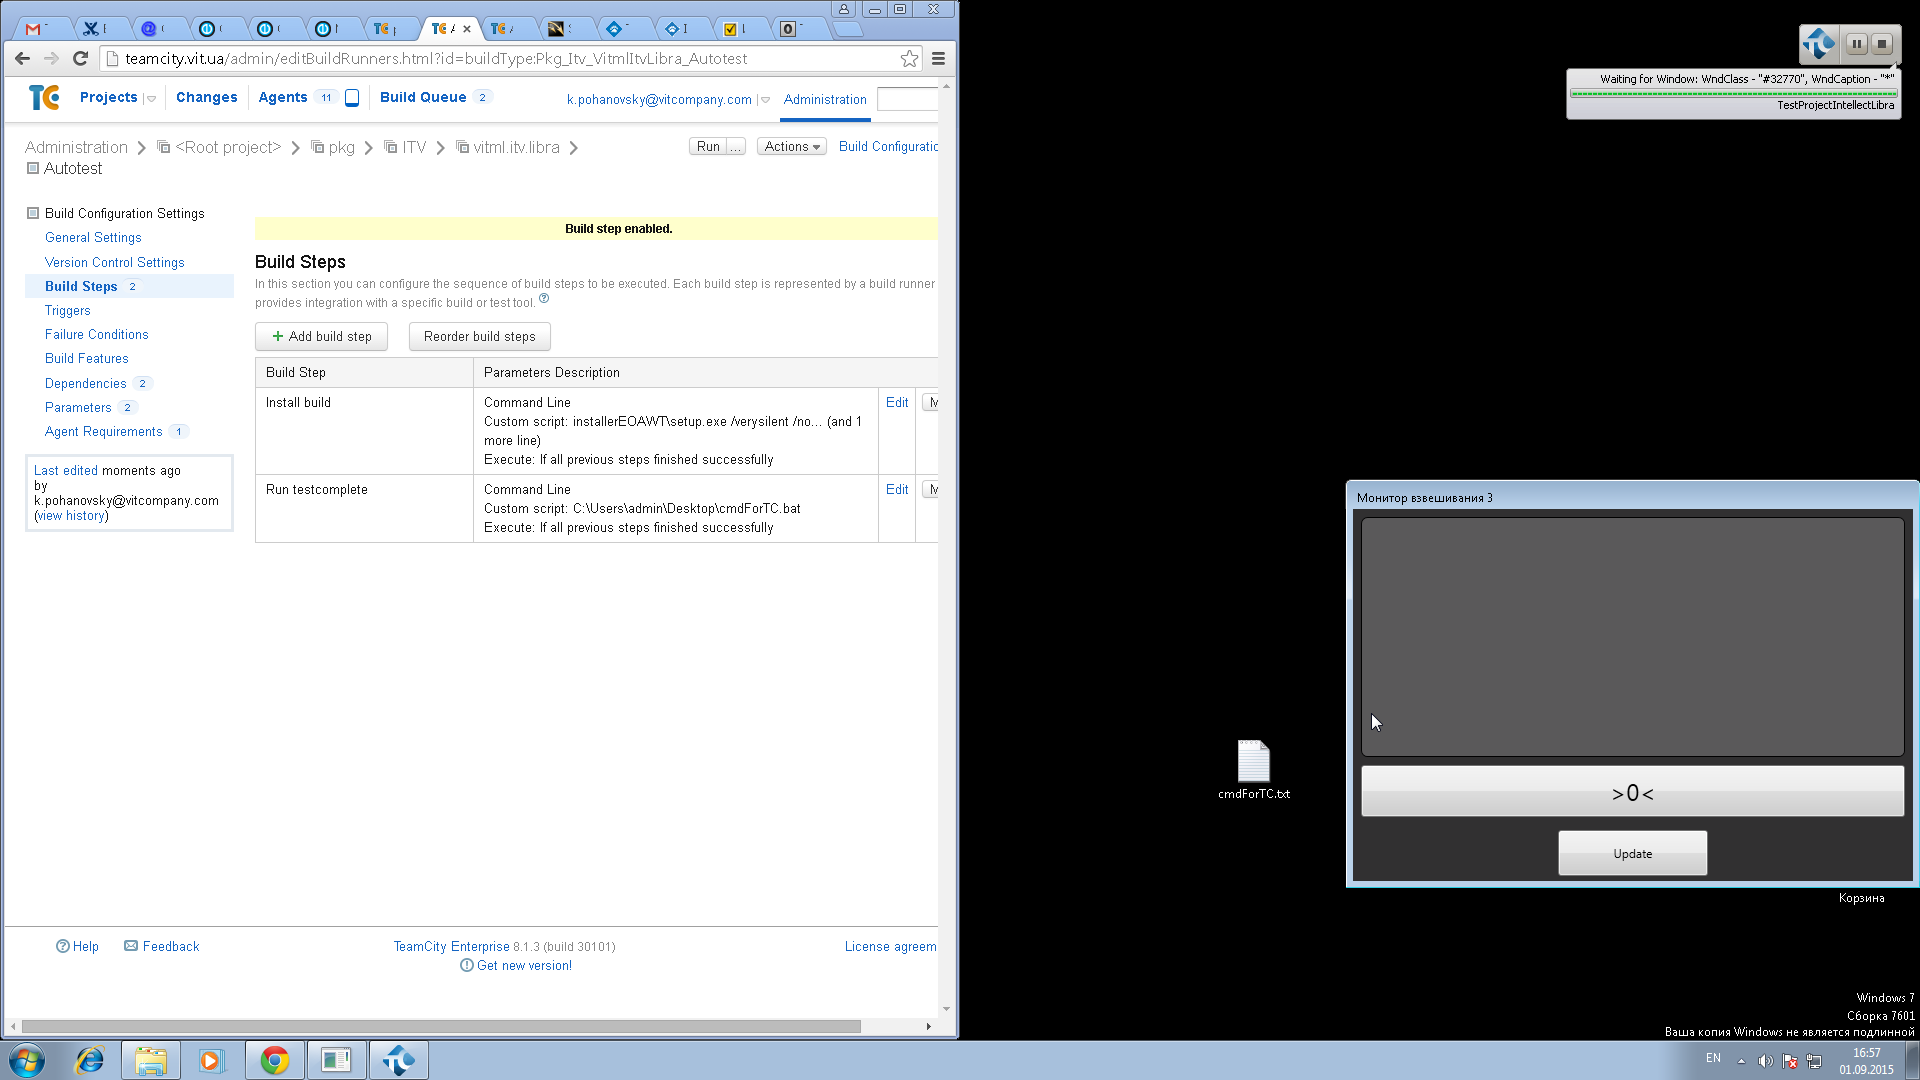 teamcity.vit.ua/admin/editBuildRunners.html?id=buildType:Pkg_Itv_VitmlItvLibra_Autotest
TC Projects Changes Agents 11 Build Queue 2 k.pohanovsky@vitcompany.com Administration
Administration <Root project> pkg ITV vitml.itv.libra
Autotest
Run ... Actions Build Configuratio
Build Configuration Settings
General Settings
Version Control Settings
Build Steps 2
Triggers
Failure Conditions
Build Features
Dependencies 2
Parameters 2
Agent Requirements 1
Last edited moments ago
by
k.pohanovsky@vitcompany.com
(view history)
Build step enabled.
Build Steps
In this section you can configure the sequence of build steps to be executed. Each build step is represented by a build runner
provides integration with a specific build or test tool.
Add build step Reorder build steps
Build Step Parameters Description
Install build Command Line Edit M
Custom script: installerEOAWT\setup.exe /verysilent /no... (and 1
more line)
Execute: If all previous steps finished successfully
Run testcomplete Command Line Edit M
Custom script: C:\Users\admin\Desktop\cmdForTC.bat
Execute: If all previous steps finished successfully
Help Feedback TeamCity Enterprise 8.1.3 (build 30101) License agreem
Get new version!
Waiting for Window: WndClass - "#32770", WndCaption - "*"
TestProjectIntellectLibra
cmdForTC.txt
Монитор взвешивания 3
>0<
Update
Корзина
Windows 7
Сборка 7601
Ваша копия Windows не является подлинной
EN
16:57
01.09.2015